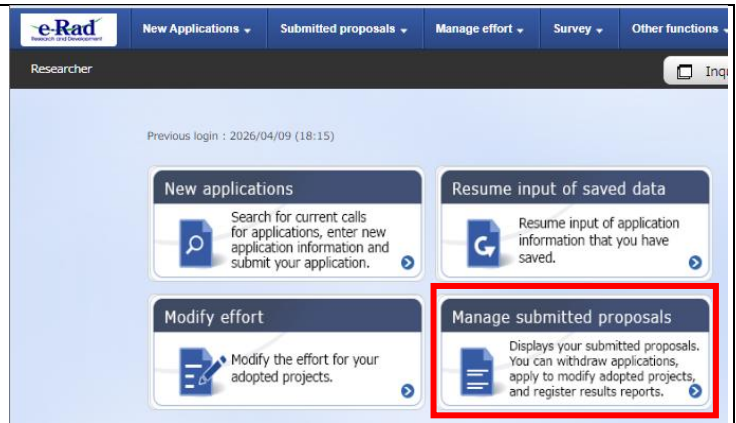 e-Rad
Research and Development
New Applications
Submitted proposals
Manage effort
Survey
Other functions
Researcher
Previous login : 2026/04/09 (18:15)
New applications
Search for current calls
for applications, enter new
application information and
submit your application.
Resume input of saved data
Resume input of application
information that you have
saved.
Modify effort
Modify the effort for your
adopted projects.
Manage submitted proposals
Displays your submitted proposals.
You can withdraw applications,
apply to modify adopted projects,
and register results reports.